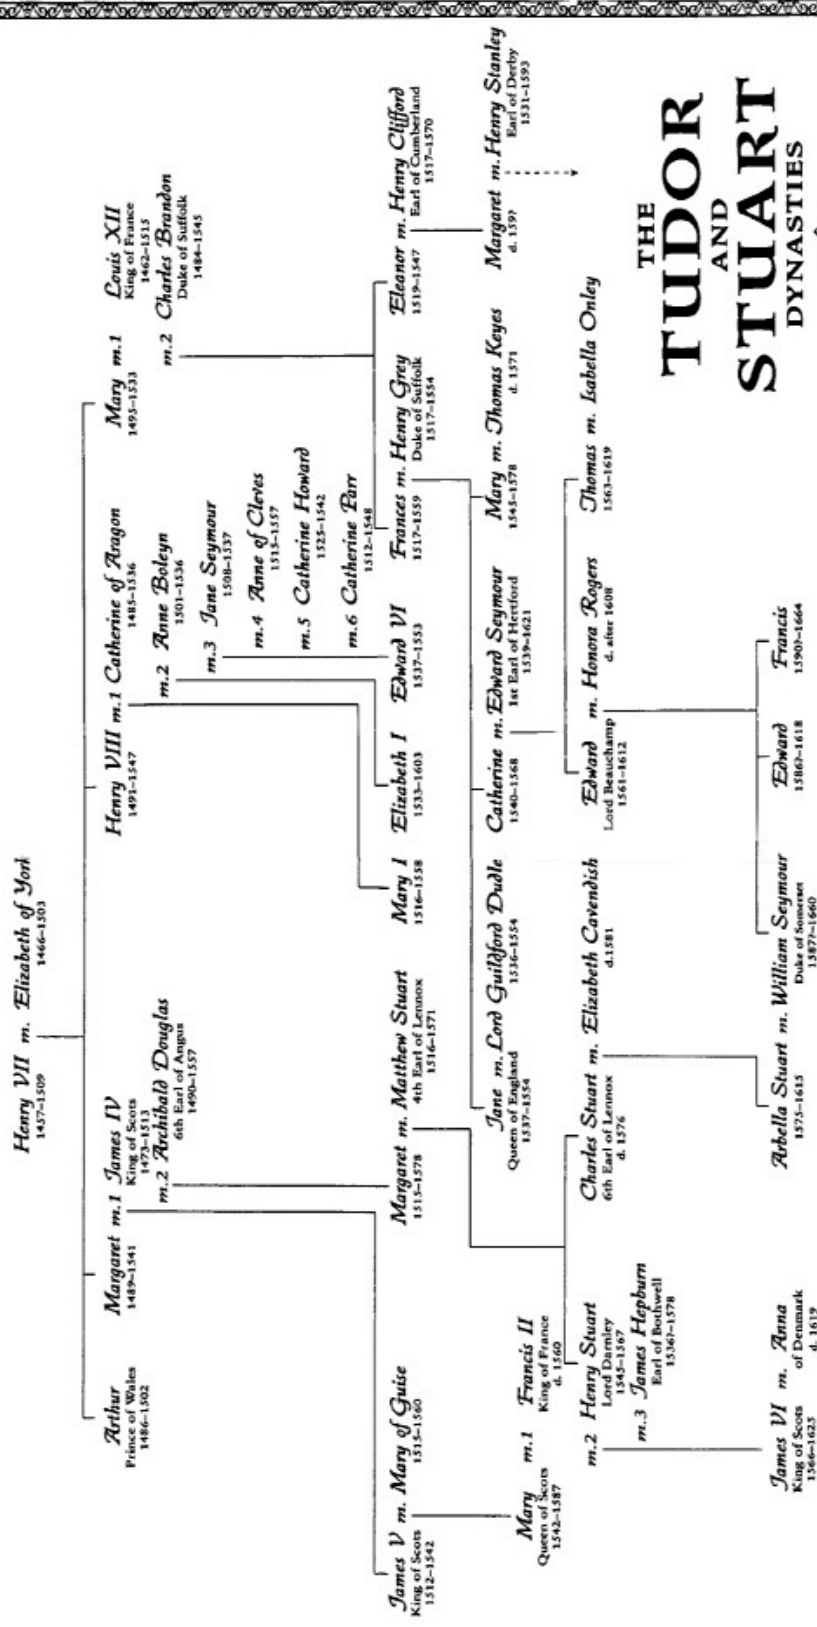 THE
TUDOR
AND
STUART
DYNASTIES
Henry VII m. Elizabeth of York
1457–1509
1466–1503
Arthur
Prince of Wales
1486–1502
Margaret m.1 James IV
1489–1541
King of Scots
1473–1513
m.2 Archibald Douglas
6th Earl of Angus
1490–1557
Henry VIII m.1 Catherine of Aragon
1491–1547
1485–1536
m.2 Anne Boleyn
1501–1536
m.3 Jane Seymour
1508–1537
m.4 Anne of Cleves
1515–1557
m.5 Catherine Howard
1525–1542
m.6 Catherine Parr
1512–1548
Mary m.1 Louis XII
1495–1533
King of France
1462–1515
m.2 Charles Brandon
Duke of Suffolk
1484–1545
James V m. Mary of Guise
King of Scots
1512–1542
1515–1560
Margaret m. Matthew Stuart
1515–1578
4th Earl of Lennox
1516–1571
Mary I
1516–1558
Elizabeth I
1533–1603
Edward VI
1537–1553
Frances m. Henry Grey
1517–1559
Duke of Suffolk
1517–1554
Eleanor m. Henry Clifford
1519–1547
Earl of Cumberland
1517–1570
Mary m.1 Francis II
Queen of Scots
1542–1587
King of France
d. 1560
m.2 Henry Stuart
Lord Darnley
1545–1567
m.3 James Hepburn
Earl of Bothwell
1536?–1578
Jane m. Lord Guildford Dudle
Queen of England
1537–1554
1536–1554
Catherine m. Edward Seymour
1540–1568
1st Earl of Hertford
1539–1621
Mary m. Thomas Keyes
1545–1578
d. 1571
Margaret m. Henry Stanley
d. 159?
Earl of Derby
1531–1593
Charles Stuart m. Elizabeth Cavendish
6th Earl of Lennox
d. 1576
d.1581
Edward m. Honora Rogers
Lord Beauchamp
1561–1612
d. after 1608
Thomas m. Isabella Onley
1563–1619
James VI m. Anna
King of Scots
1566–1625
of Denmark
d. 1619
Arbella Stuart m. William Seymour
1575–1615
Duke of Somerset
1587?–1660
Edward
1586?–1618
Francis
1590?–1664